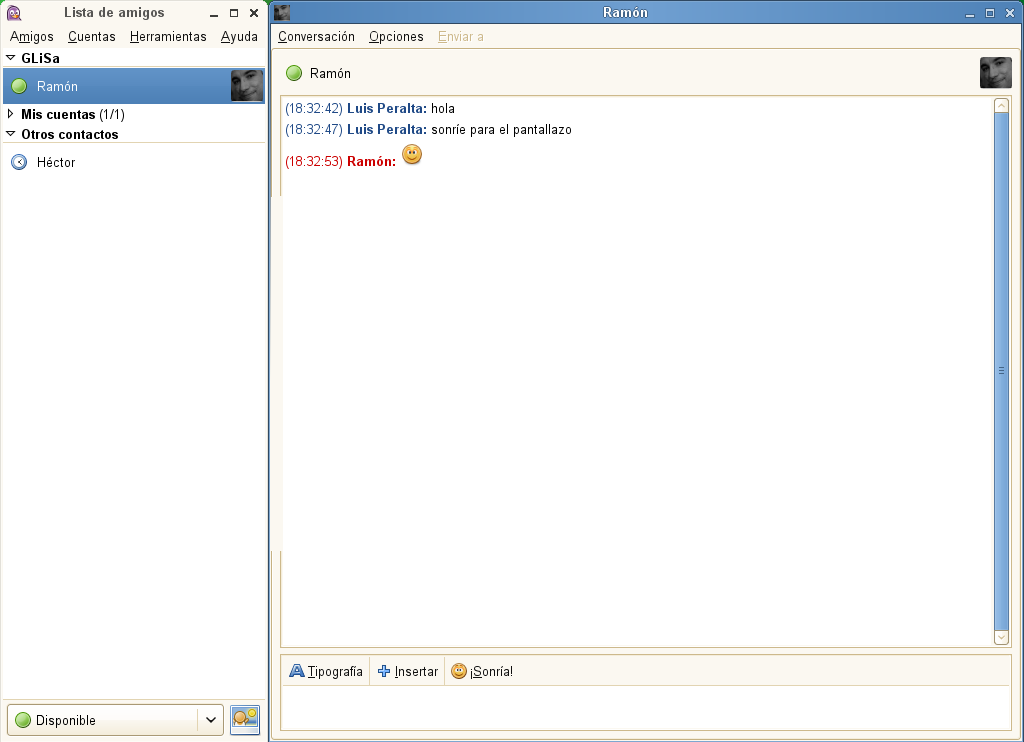 Lista de amigos
Amigos Cuentas Herramientas Ayuda
GLiSa
Ramón
Mis cuentas (1/1)
Otros contactos
Héctor
Disponible
Ramón
Conversación Opciones Enviar a
Ramón
(18:32:42) Luis Peralta: hola
(18:32:47) Luis Peralta: sonríe para el pantallazo
(18:32:53) Ramón:
Tipografía Insertar ¡Sonría!